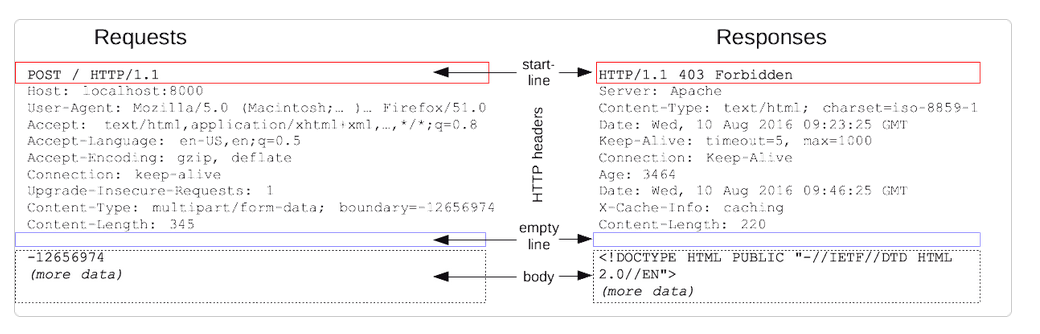 Requests
POST / HTTP/1.1
Host: localhost:8000
User-Agent: Mozilla/5.0 (Macintosh;… )… Firefox/51.0
Accept: text/html,application/xhtml+xml,…,*/*;q=0.8
Accept-Language: en-US,en;q=0.5
Accept-Encoding: gzip, deflate
Connection: keep-alive
Upgrade-Insecure-Requests: 1
Content-Type: multipart/form-data; boundary=-12656974
Content-Length: 345
-12656974
(more data)
start-
line
HTTP headers
empty
line
body
Responses
HTTP/1.1 403 Forbidden
Server: Apache
Content-Type: text/html; charset=iso-8859-1
Date: Wed, 10 Aug 2016 09:23:25 GMT
Keep-Alive: timeout=5, max=1000
Connection: Keep-Alive
Age: 3464
Date: Wed, 10 Aug 2016 09:46:25 GMT
X-Cache-Info: caching
Content-Length: 220
<!DOCTYPE HTML PUBLIC "-//IETF//DTD HTML
2.0//EN">
(more data)